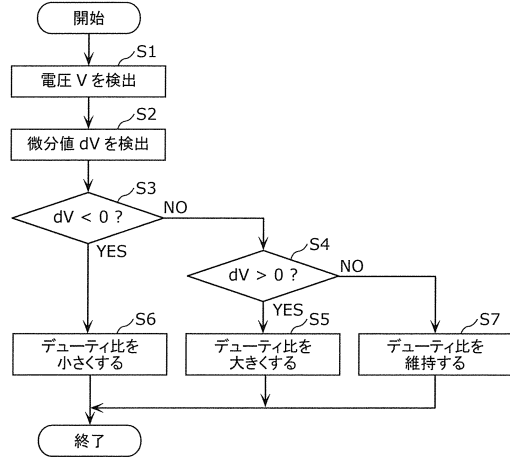 開始
S1
電圧 V を検出
S2
微分値 dV を検出
S3
dV < 0 ?
NO
YES
S4
dV > 0 ?
NO
YES
S6
デューティ比を
小さくする
S5
デューティ比を
大きくする
S7
デューティ比を
維持する
終了